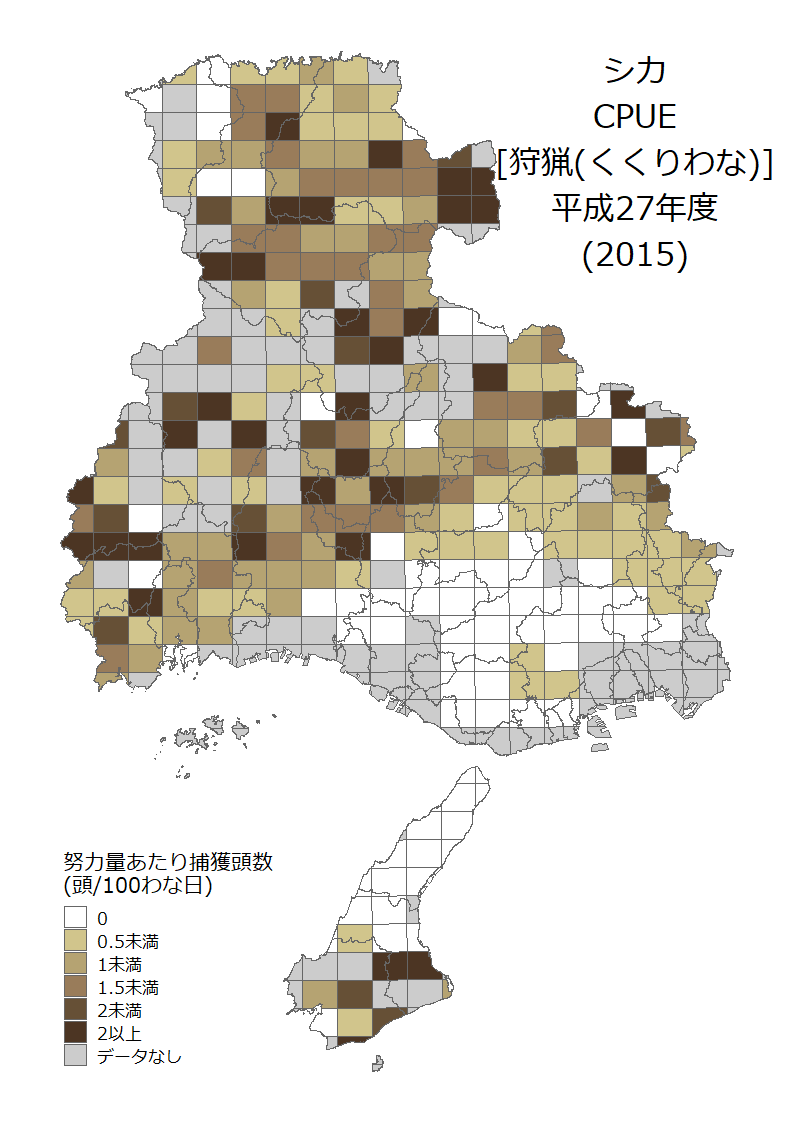 シカ
CPUE
[狩猟(くくりわな)]
平成27年度
(2015)
努力量あたり捕獲頭数
(頭/100わな日)
0
0.5未満
1未満
1.5未満
2未満
2以上
データなし